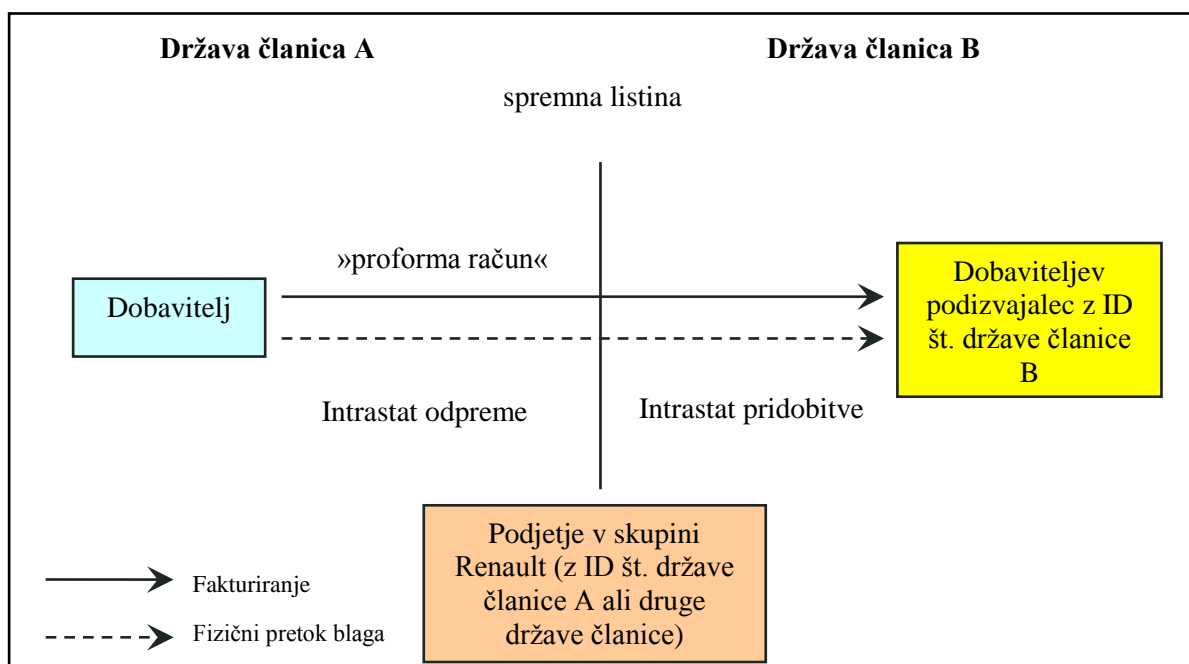 Država članica A
Država članica B
spremna listina
»proforma račun«
Dobavitelj
Dobaviteljev
podizvajalec z ID
št. države članice
B
Intrastat odpreme
Intrastat pridobitve
Podjetje v skupini
Renault (z ID št. države
članice A ali druge
države članice)
Fakturiranje
Fizični pretok blaga